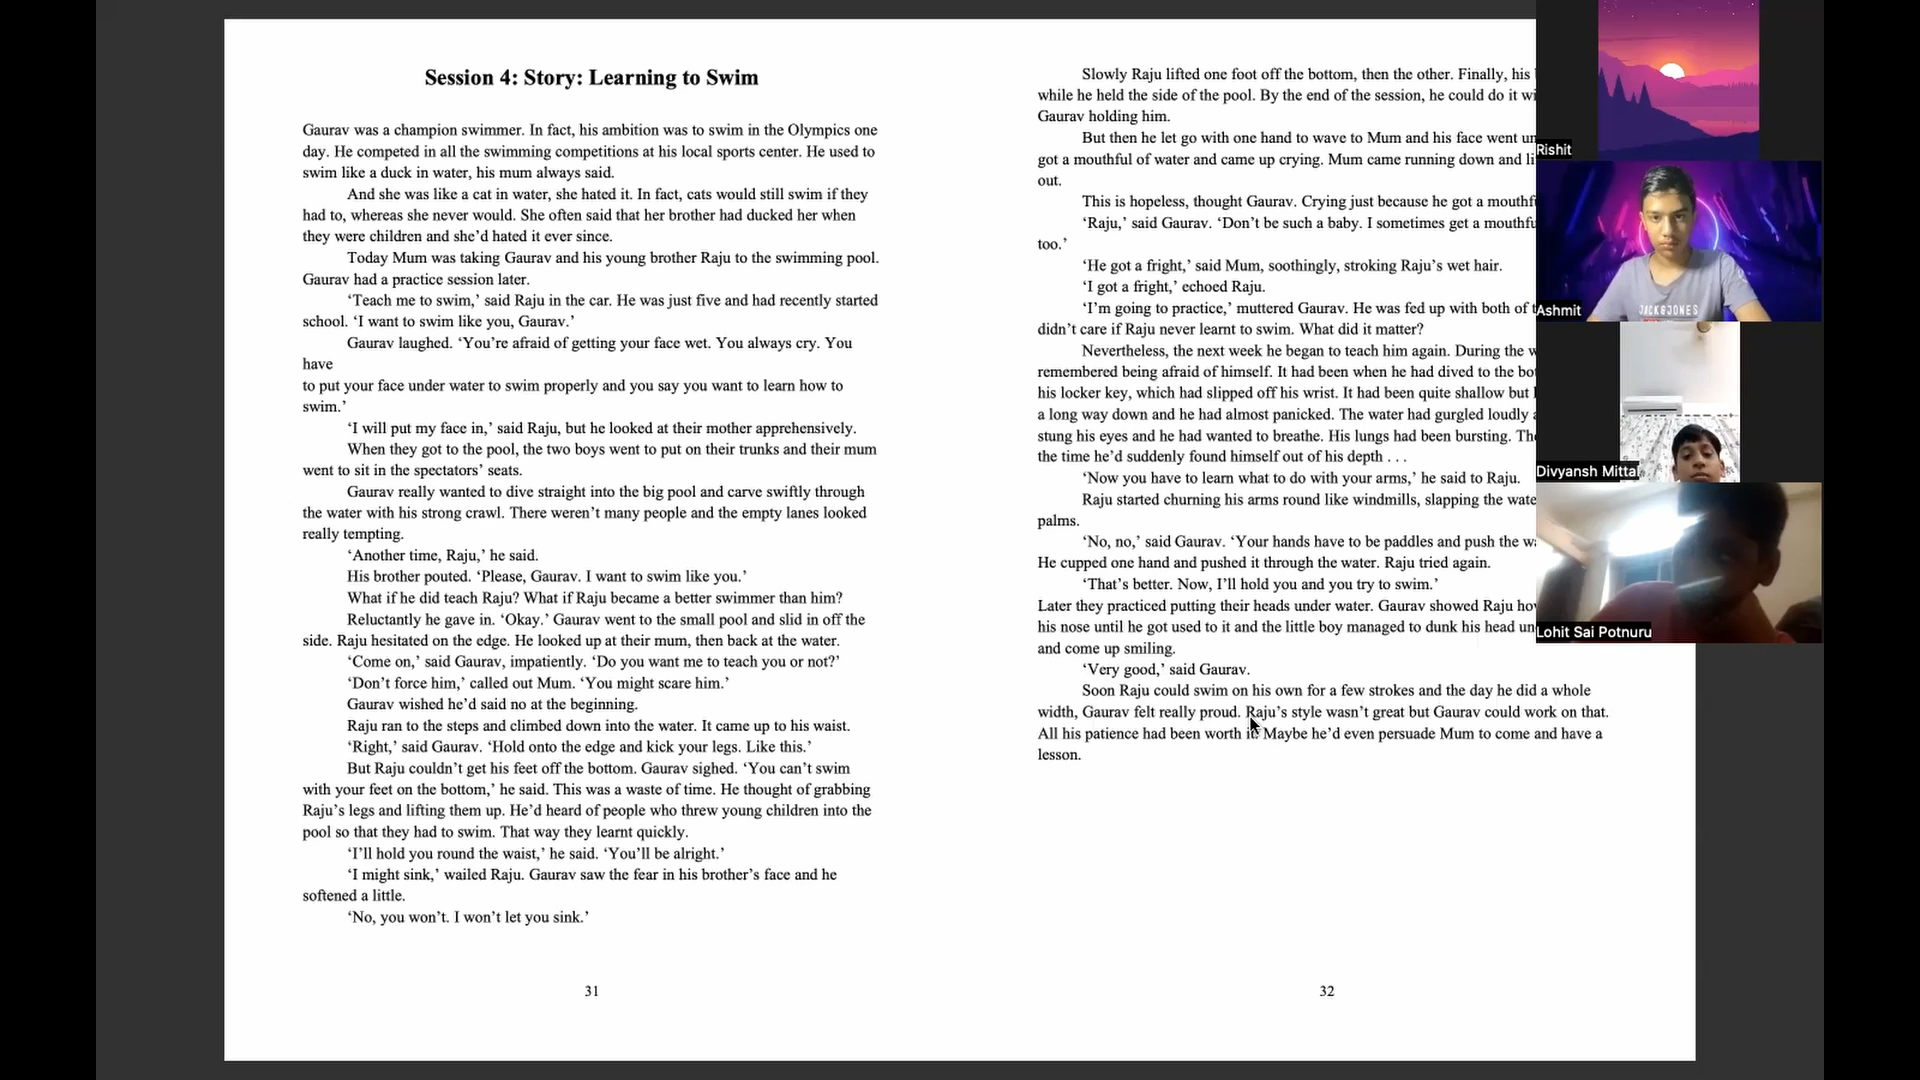 Session 4: Story: Learning to Swim
Gaurav was a champion swimmer. In fact, his ambition was to swim in the Olympics one
day. He competed in all the swimming competitions at his local sports center. He used to
swim like a duck in water, his mum always said.
And she was like a cat in water, she hated it. In fact, cats would still swim if they
had to, whereas she never would. She often said that her brother had ducked her when
they were children and she’d hated it ever since.
Today Mum was taking Gaurav and his young brother Raju to the swimming pool.
Gaurav had a practice session later.
‘Teach me to swim,’ said Raju in the car. He was just five and had recently started
school. ‘I want to swim like you, Gaurav.’
Gaurav laughed. ‘You’re afraid of getting your face wet. You always cry. You
have
to put your face under water to swim properly and you say you want to learn how to
swim.’
‘I will put my face in,’ said Raju, but he looked at their mother apprehensively.
When they got to the pool, the two boys went to put on their trunks and their mum
went to sit in the spectators’ seats.
Gaurav really wanted to dive straight into the big pool and carve swiftly through
the water with his strong crawl. There weren’t many people and the empty lanes looked
really tempting.
‘Another time, Raju,’ he said.
His brother pouted. ‘Please, Gaurav. I want to swim like you.’
What if he did teach Raju? What if Raju became a better swimmer than him?
Reluctantly he gave in. ‘Okay.’ Gaurav went to the small pool and slid in off the
side. Raju hesitated on the edge. He looked up at their mum, then back at the water.
‘Come on,’ said Gaurav, impatiently. ‘Do you want me to teach you or not?’
‘Don’t force him,’ called out Mum. ‘You might scare him.’
Gaurav wished he’d said no at the beginning.
Raju ran to the steps and climbed down into the water. It came up to his waist.
‘Right,’ said Gaurav. ‘Hold onto the edge and kick your legs. Like this.’
But Raju couldn’t get his feet off the bottom. Gaurav sighed. ‘You can’t swim
with your feet on the bottom,’ he said. This was a waste of time. He thought of grabbing
Raju’s legs and lifting them up. He’d heard of people who threw young children into the
pool so that they had to swim. That way they learnt quickly.
‘I’ll hold you round the waist,’ he said. ‘You’ll be alright.’
‘I might sink,’ wailed Raju. Gaurav saw the fear in his brother’s face and he
softened a little.
‘No, you won’t. I won’t let you sink.’
31
Slowly Raju lifted one foot off the bottom, then the other. Finally, his
while he held the side of the pool. By the end of the session, he could do it
Gaurav holding him.
But then he let go with one hand to wave to Mum and his face went
got a mouthful of water and came up crying. Mum came running down and
out.
This is hopeless, thought Gaurav. Crying just because he got a
‘Raju,’ said Gaurav. ‘Don’t be such a baby. I sometimes get a
too.’
‘He got a fright,’ said Mum, soothingly, stroking Raju’s wet hair.
‘I got a fright,’ echoed Raju.
‘I’m going to practice,’ muttered Gaurav. He was fed up with both of
didn’t care if Raju never learnt to swim. What did it matter?
Nevertheless, the next week he began to teach him again. During the
remembered being afraid of himself. It had been when he had dived to the
his locker key, which had slipped off his wrist. It had been quite shallow but
a long way down and he had almost panicked. The water had gurgled loudly
stung his eyes and he had wanted to breathe. His lungs had been bursting.
the time he’d suddenly found himself out of his depth . . .
‘Now you have to learn what to do with your arms,’ he said to Raju.
Raju started churning his arms round like windmills, slapping the
palms.
‘No, no,’ said Gaurav. ‘Your hands have to be paddles and push the
He cupped one hand and pushed it through the water. Raju tried again.
‘That’s better. Now, I’ll hold you and you try to swim.’
Later they practiced putting their heads under water. Gaurav showed Raju
his nose until he got used to it and the little boy managed to dunk his head
and come up smiling.
‘Very good,’ said Gaurav.
Soon Raju could swim on his own for a few strokes and the day he did a whole
width, Gaurav felt really proud. Raju’s style wasn’t great but Gaurav could work on that.
All his patience had been worth it. Maybe he’d even persuade Mum to come and have a
lesson.
32
Rishit
JACK&JONES
Ashmit
Divyansh Mittal
Lohit Sai Potnuru